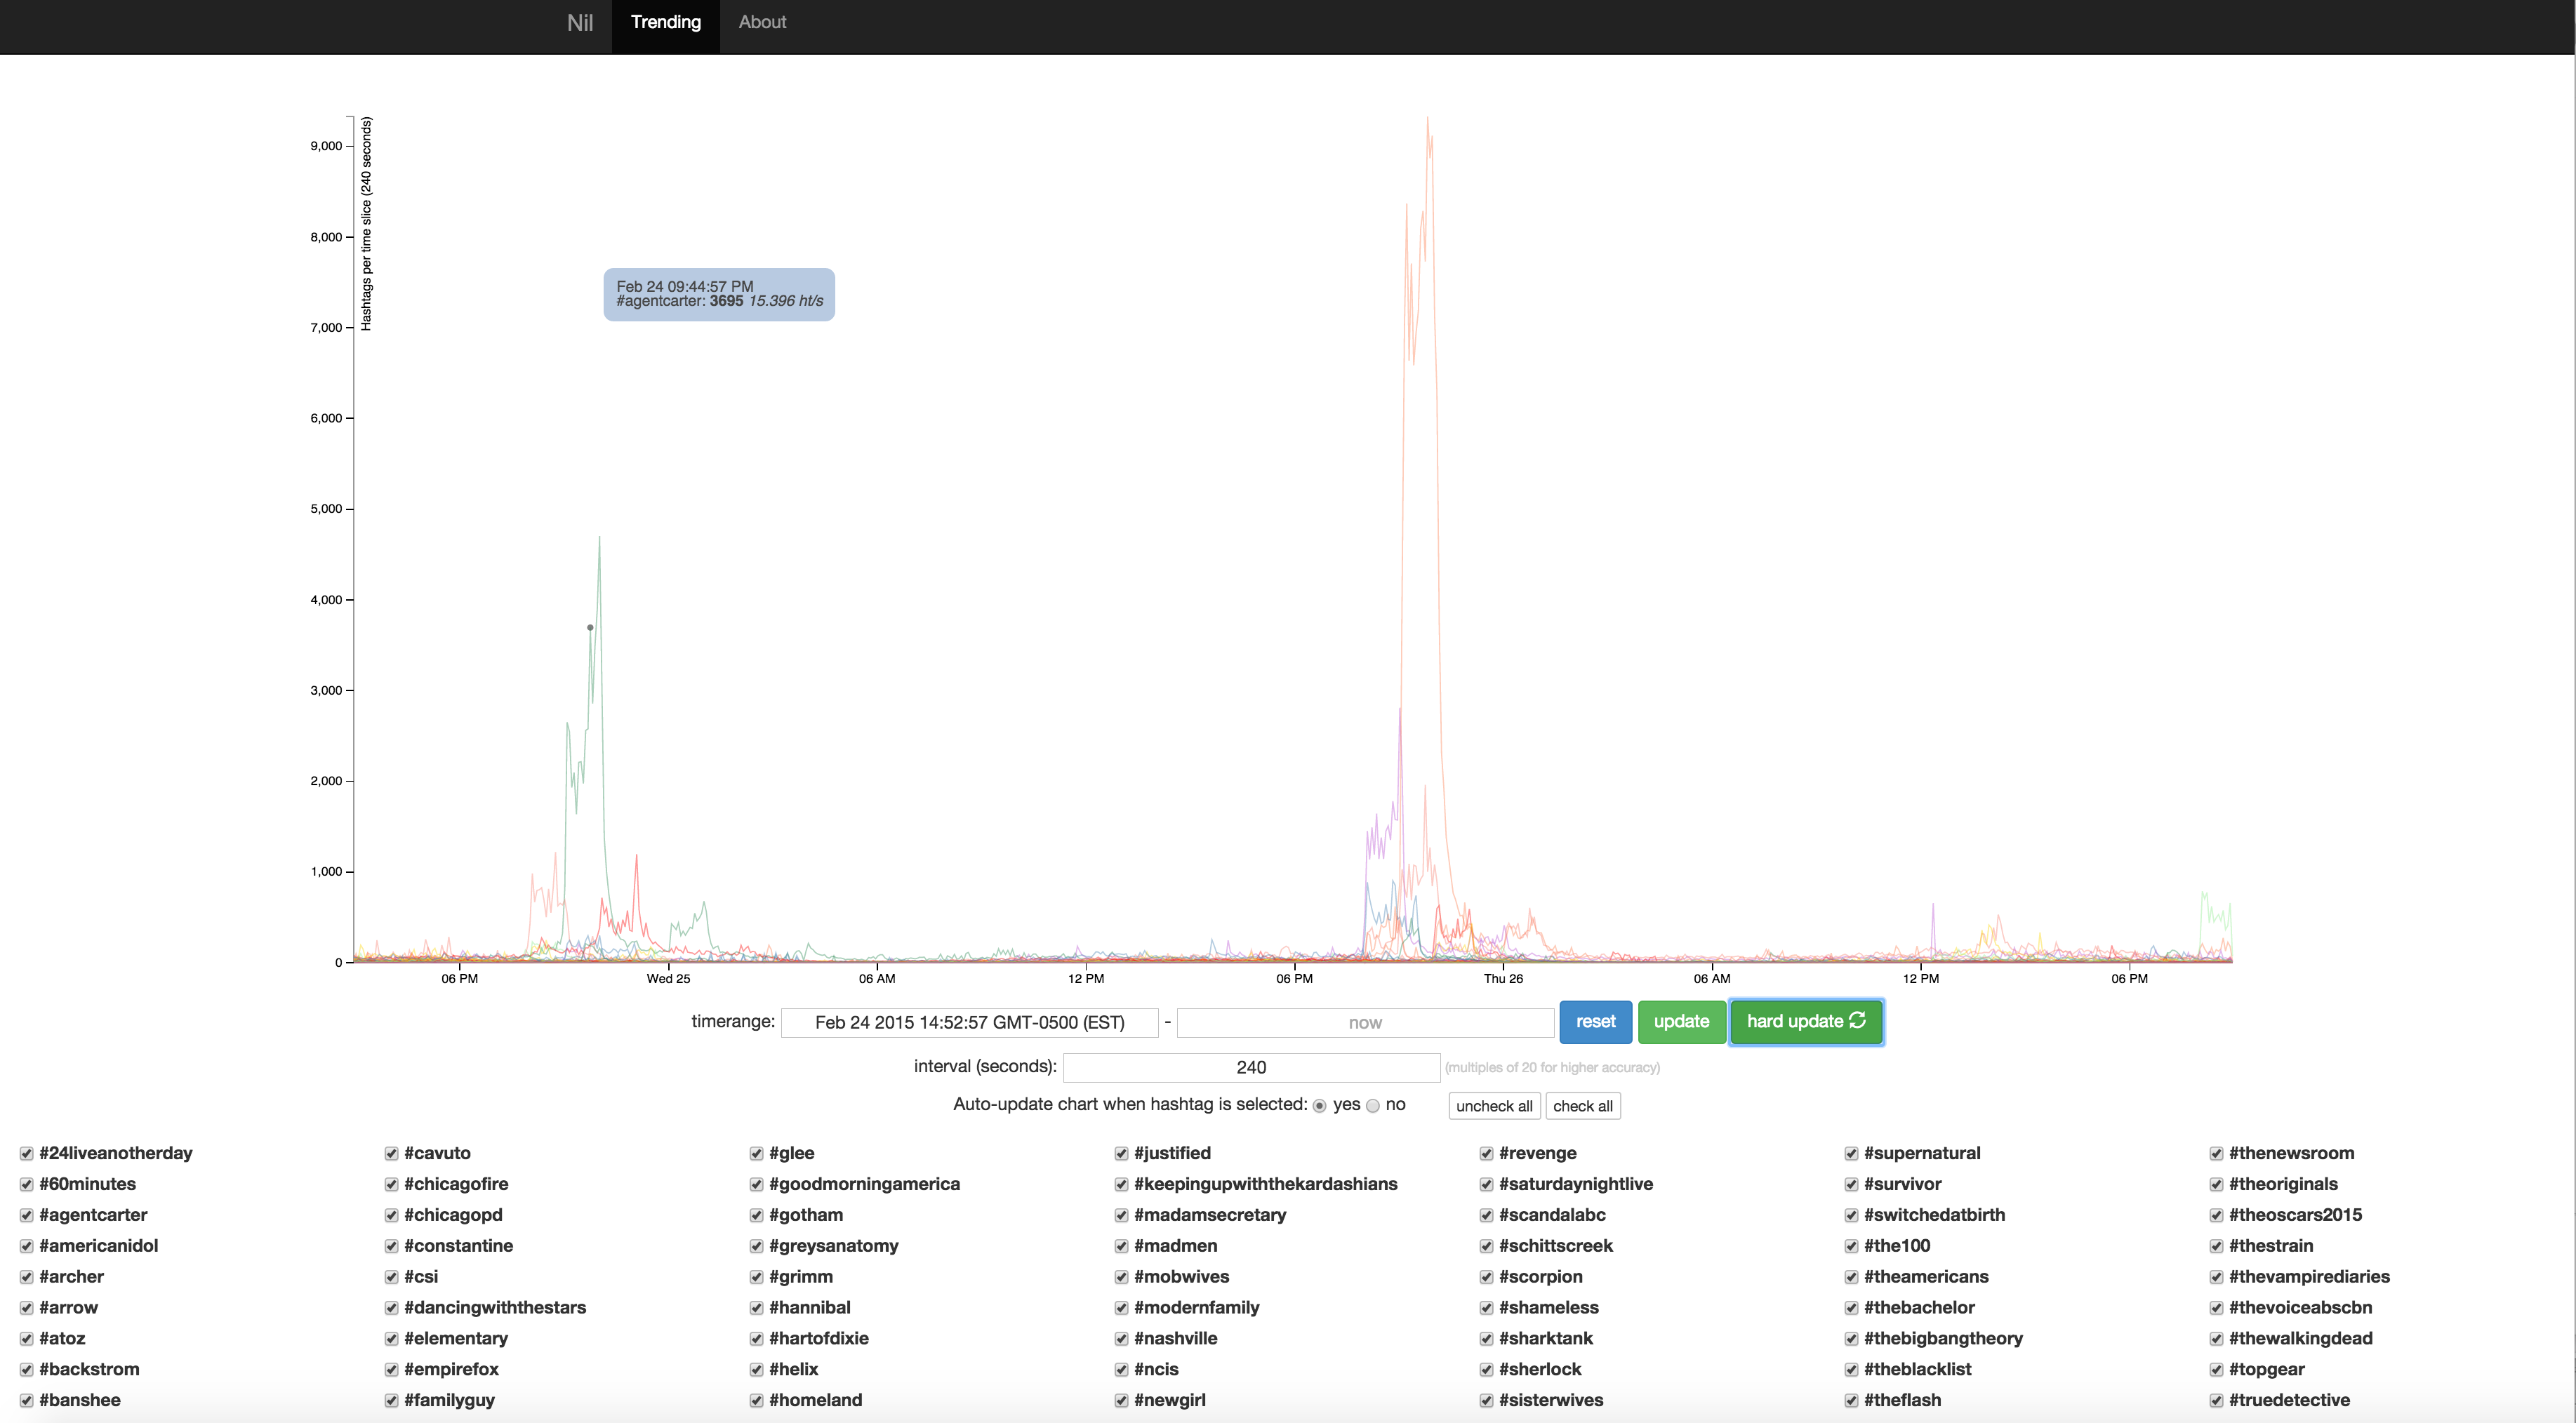 Nil Trending About
Hashtags per time slice (240 seconds)
9,000
8,000
7,000
6,000
5,000
4,000
3,000
2,000
1,000
0
Feb 24 09:44:57 PM
#agentcarter: 3695 15.396 ht/s
06 PM Wed 25 06 AM 12 PM 06 PM Thu 26 06 AM 12 PM 06 PM
timerange: Feb 24 2015 14:52:57 GMT-0500 (EST) - now reset update hard update
interval (seconds): 240 (multiples of 20 for higher accuracy)
Auto-update chart when hashtag is selected: yes no uncheck all check all
#24liveanotherday #cavuto #glee #justified #revenge #supernatural #thenewsroom
#60minutes #chicagofire #goodmorningamerica #keepingupwiththekardashians #saturdaynightlive #survivor #theoriginals
#agentcarter #chicagopd #gotham #madamsecretary #scandalabc #switchedatbirth #theoscars2015
#americanidol #constantine #greysanatomy #madmen #schittscreek #the100 #thestrain
#archer #csi #grimm #mobwives #scorpion #theamericans #thevampirediaries
#arrow #dancingwiththestars #hannibal #modernfamily #shameless #thebachelor #thevoiceabscbn
#atoz #elementary #hartofdixie #nashville #sharktank #thebigbangtheory #thewalkingdead
#backstrom #empirefox #helix #ncis #sherlock #theblacklist #topgear
#banshee #familyguy #homeland #newgirl #sisterwives #theflash #truedetective